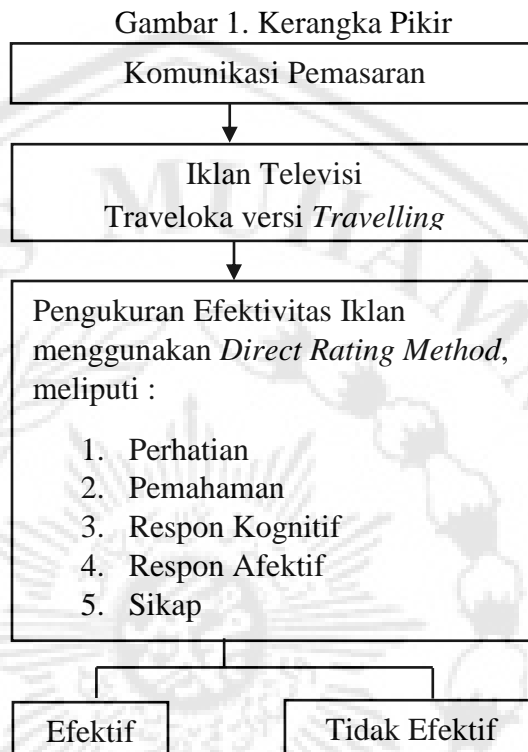 Gambar 1. Kerangka Pikir
Komunikasi Pemasaran
Iklan Televisi
Traveloka versi Travelling
Pengukuran Efektivitas Iklan
menggunakan Direct Rating Method,
meliputi :
1. Perhatian
2. Pemahaman
3. Respon Kognitif
4. Respon Afektif
5. Sikap
Efektif
Tidak Efektif